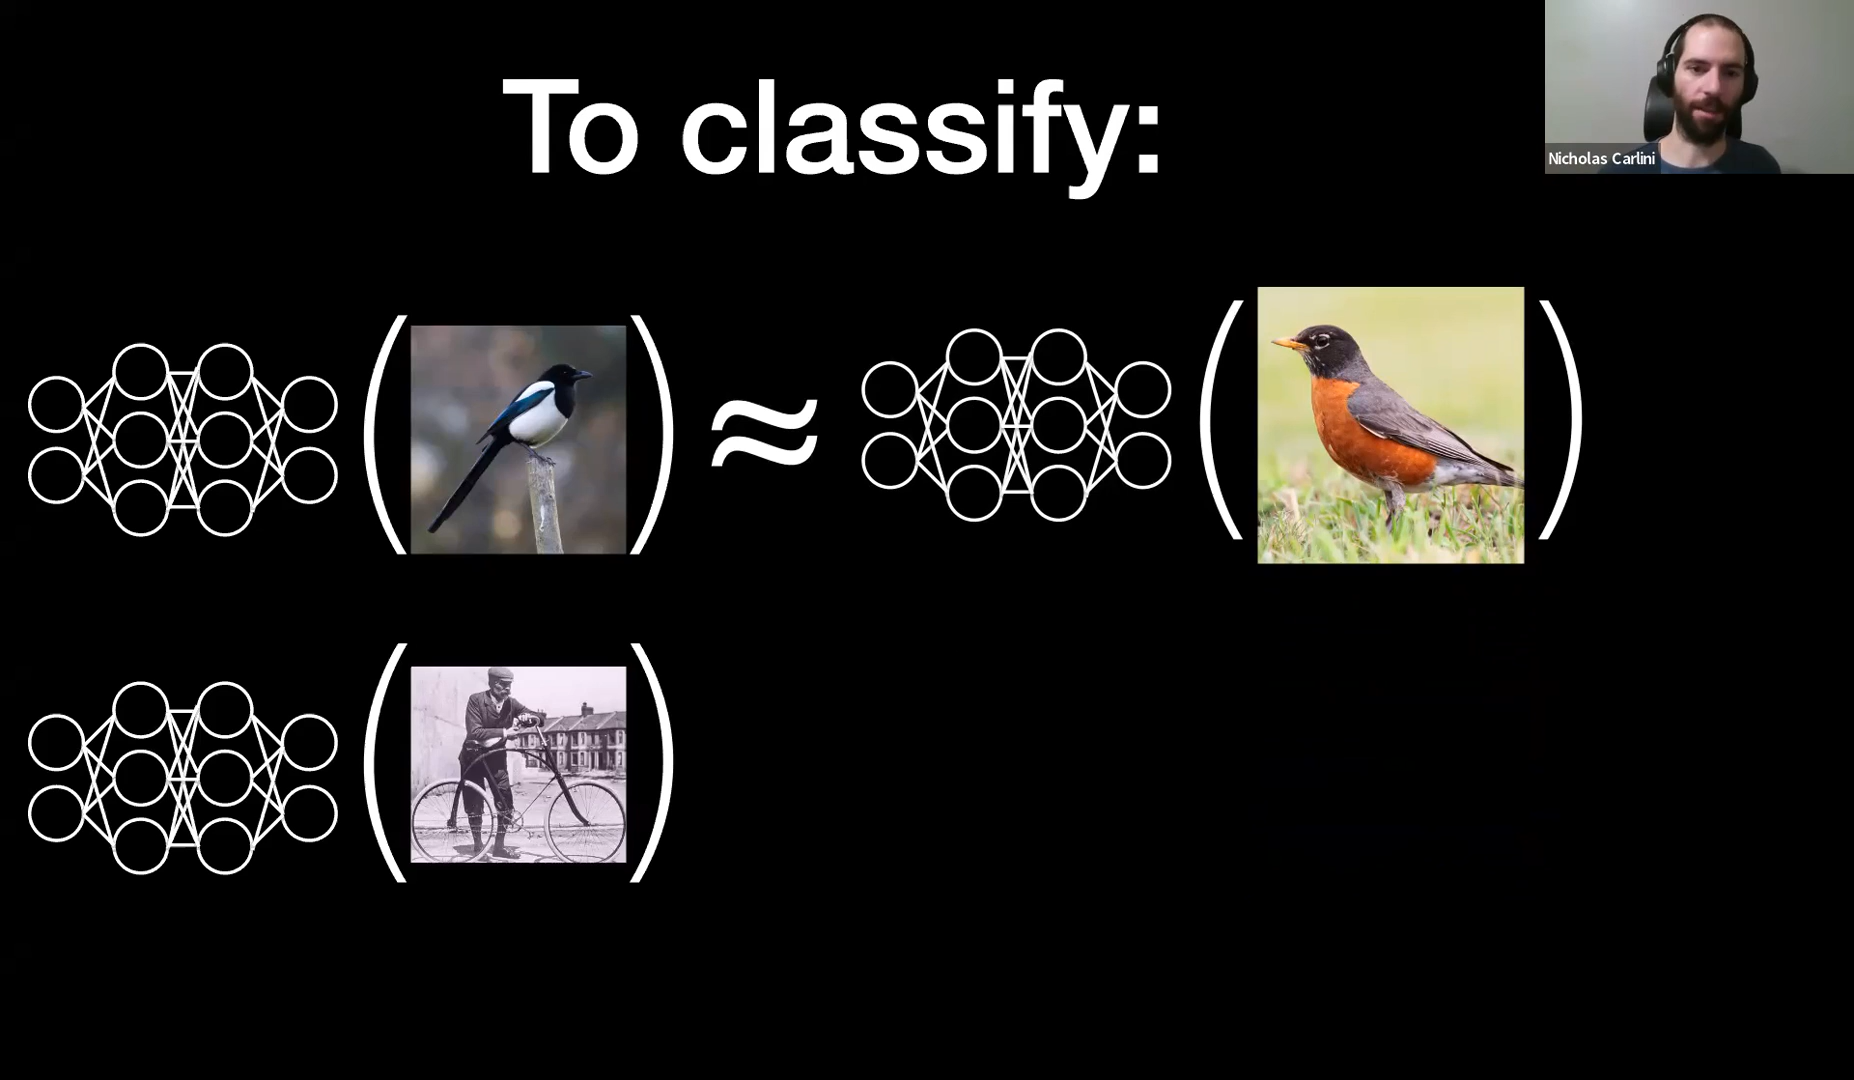 To classify:
Nicholas Carlini
( ) ≈ ( )
( )